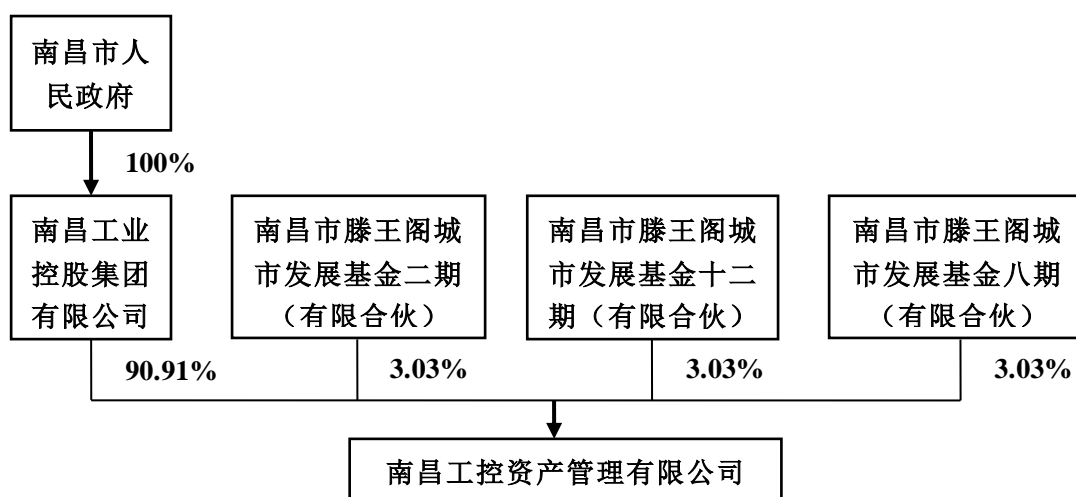 南昌市人
民政府
100%
南昌工业
控股集团
有限公司
南昌市滕王阁城
市发展基金二期
（有限合伙）
南昌市滕王阁城
市发展基金十二
期（有限合伙）
南昌市滕王阁城
市发展基金八期
（有限合伙）
90.91%
3.03%
3.03%
3.03%
南昌工控资产管理有限公司